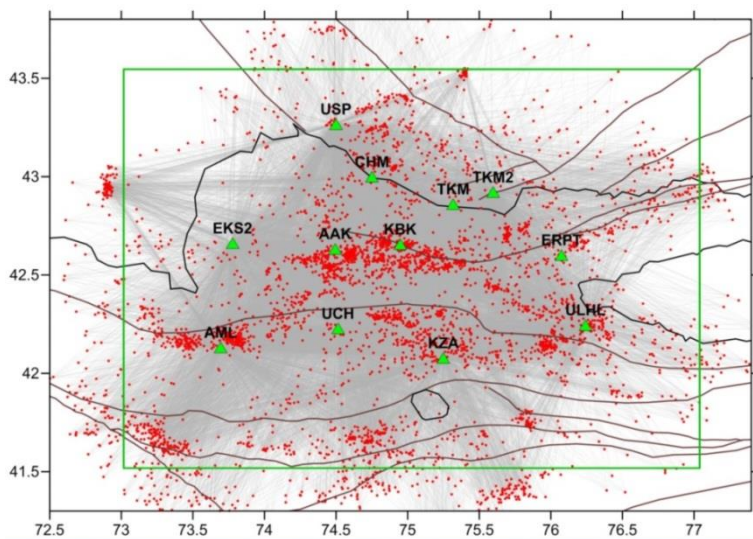 43.5
USP
43
CHM
TKM2
TKM
EKS2
AAK
KBK
ERPT
42.5
UCH
ULHL
AML
KZA
42
41.5
72.5 73 73.5 74 74.5 75 75.5 76 76.5 77